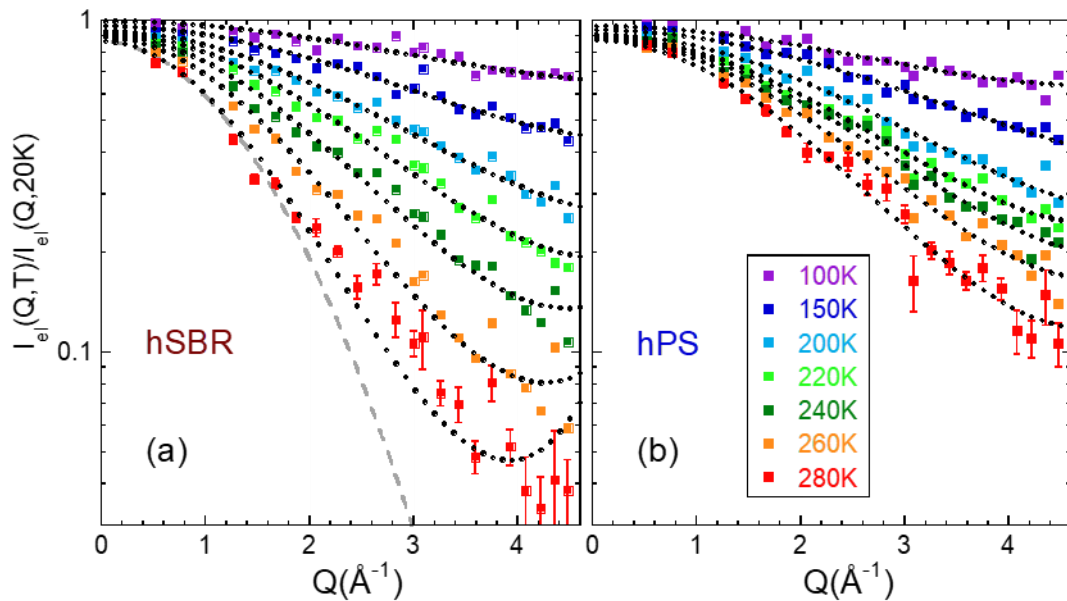 I_el(Q,T)/I_el(Q,20K)
1
0.1
hSBR
(a)
0 1 2 3 4
Q(Å⁻¹)
hPS
(b)
100K
150K
200K
220K
240K
260K
280K
0 1 2 3 4
Q(Å⁻¹)